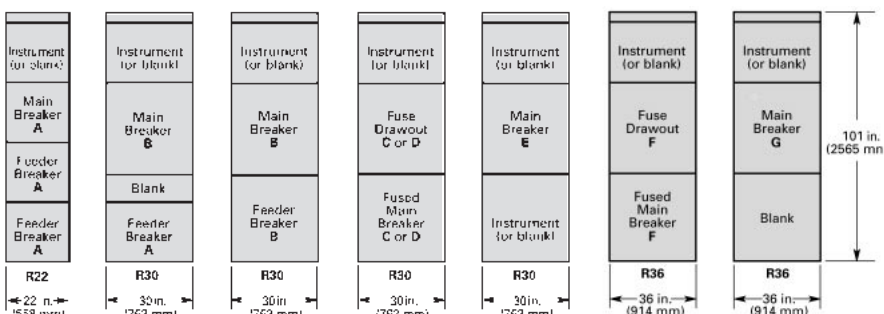 Instrument
(or blank)
Main
Breaker
A
Feeder
Breaker
A
Feeder
Breaker
A
R22
22 in.
(558 mm)
Instrument
(or blank)
Main
Breaker
B
Blank
Feeder
Breaker
A
R30
30 in.
Instrument
(or blank)
Main
Breaker
B
Feeder
Breaker
B
R30
30 in.
Instrument
(or blank)
Fuse
Drawout
C or D
Fused
Main
Breaker
C or D
R30
30 in.
Instrument
(or blank)
Main
Breaker
E
Instrument
(or blank)
R30
30 in.
Instrument
(or blank)
Fuse
Drawout
F
Fused
Main
Breaker
F
R36
36 in.
(914 mm)
Instrument
(or blank)
Main
Breaker
G
Blank
R36
36 in.
(914 mm)
101 in.
(2565 mm